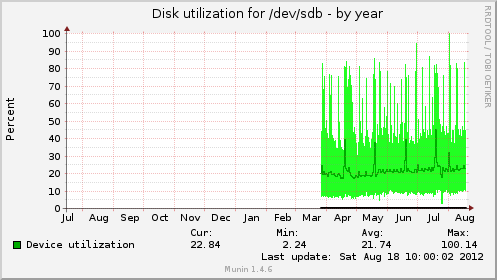 Disk utilization for /dev/sdb - by year
RRDTOOL / TOBI OETIKER
Percent
100
90
80
70
60
50
40
30
20
10
0
Jul Aug Sep Oct Nov Dec Jan Feb Mar Apr May Jun Jul Aug
Cur: Min: Avg: Max:
Device utilization 22.84 2.24 21.74 100.14
Last update: Sat Aug 18 10:00:02 2012
Munin 1.4.6